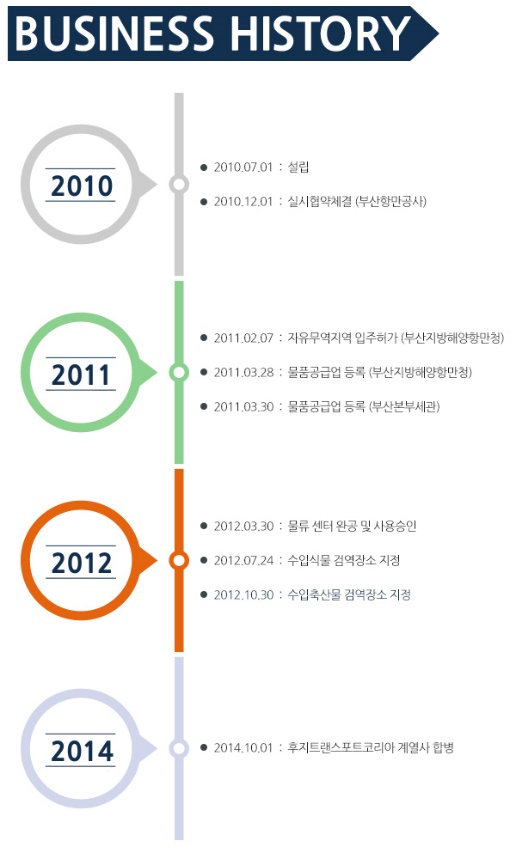 BUSINESS HISTORY
2010
● 2010.07.01 : 설립
● 2010.12.01 : 실시협약체결 (부산항만공사)
2011
● 2011.02.07 : 자유무역지역 입주허가 (부산지방해양항만청)
● 2011.03.28 : 물품공급업 등록 (부산지방해양항만청)
● 2011.03.30 : 물품공급업 등록 (부산본부세관)
2012
● 2012.03.30 : 물류 센터 완공 및 사용승인
● 2012.07.24 : 수입식물 검역장소 지정
● 2012.10.30 : 수입축산물 검역장소 지정
2014
● 2014.10.01 : 후지트랜스포트코리아 계열사 합병